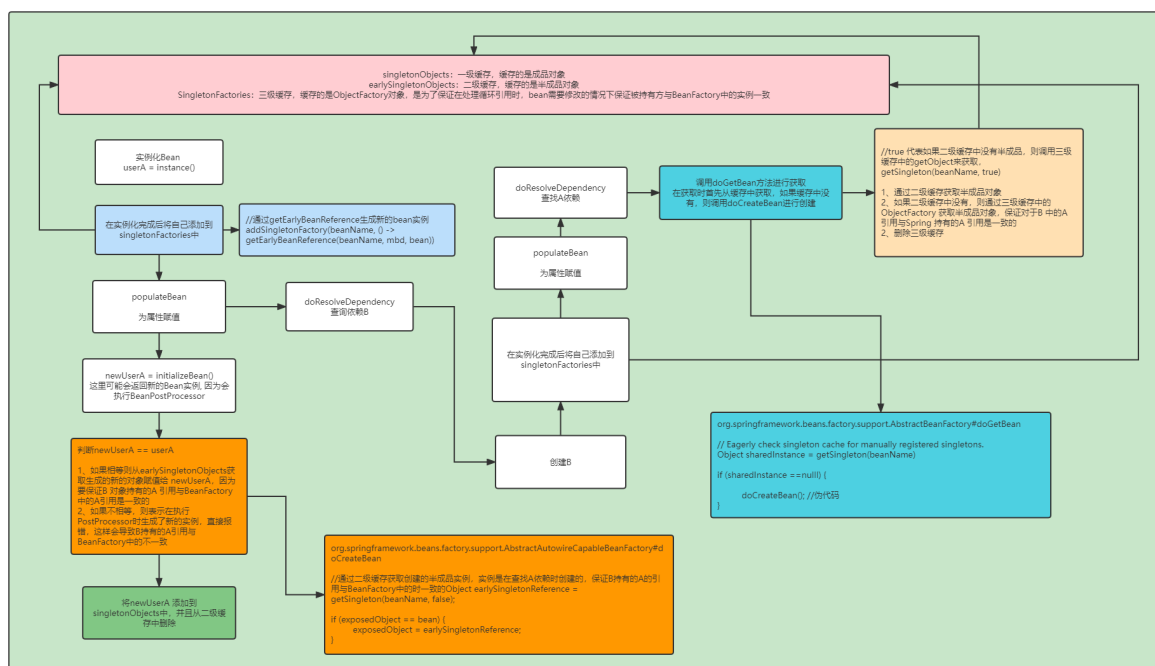 singletonObjects：一级缓存，缓存的是成品对象
earlySingletonObjects：二级缓存，缓存的是半成品对象
SingletonFactories：三级缓存，缓存的是ObjectFactory对象，是为了保证在处理循环引用时，bean需要修改的情况下保证被持有方与BeanFactory中的实例一致
实例化Bean
userA = instance()
在实例化完成后将自己添加到
singletonFactories中
//通过getEarlyBeanReference生成新的bean实例
addSingletonFactory(beanName, () ->
getEarlyBeanReference(beanName, mbd, bean))
populateBean
为属性赋值
doResolveDependency
查询依赖B
newUserA = initializeBean()
这里可能会返回新的Bean实例, 因为会
执行BeanPostProcessor
判断newUserA == userA
1、如果相等则从earlySingletonObjects获
取生成的新的对象赋值给 newUserA，因为
要保证B 对象持有的A 引用与BeanFactory
中的A引用是一致的
2、如果不相等，则表示在执行
PostProcessor时生成了新的实例，直接报
错，这样会导致B持有的A引用与
BeanFactory中的不一致
将newUserA 添加到
singletonObjects中，并且从二级缓
存中删除
org.springframework.beans.factory.support.AbstractAutowireCapableBeanFactory#d
oCreateBean
//通过二级缓存获取创建的半成品实例，实例是在查找A依赖时创建的，保证B持有的A的引
用与BeanFactory中的时一致的Object earlySingletonReference =
getSingleton(beanName, false);
if (exposedObject == bean) {
exposedObject = earlySingletonReference;
}
创建B
在实例化完成后将自己添加到
singletonFactories中
populateBean
为属性赋值
doResolveDependency
查找A依赖
调用doGetBean方法进行获取
在获取时首先从缓存中获取，如果缓存中没
有，则调用doCreateBean进行创建
//true 代表如果二级缓存中没有半成品，则调用三级
缓存中的getObject来获取,
getSingleton(beanName, true)
1、通过二级缓存获取半成品对象
2、如果二级缓存中没有，则通过三级缓存中的
ObjectFactory 获取半成品对象，保证对于B 中的A
引用与Spring 持有的A 引用是一致的
2、删除三级缓存
org.springframework.beans.factory.support.AbstractBeanFactory#doGetBean
// Eagerly check singleton cache for manually registered singletons.
Object sharedInstance = getSingleton(beanName)
if (sharedInstance ==null) {
doCreateBean(); //伪代码
}